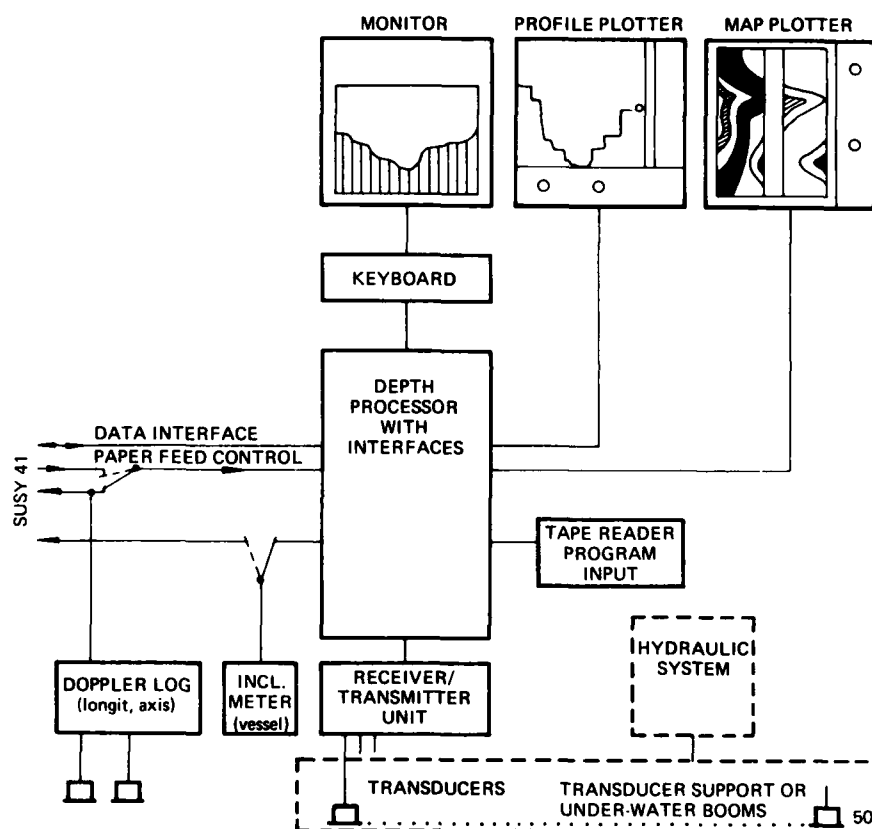 MONITOR
PROFILE PLOTTER
MAP PLOTTER
KEYBOARD
DEPTH
PROCESSOR
WITH
INTERFACES
DATA INTERFACE
PAPER FEED CONTROL
SUSY 41
TAPE READER
PROGRAM
INPUT
HYDRAULIC
SYSTEM
DOPPLER LOG
(longit, axis)
INCL.
METER
(vessel)
RECEIVER/
TRANSMITTER
UNIT
TRANSDUCERS
TRANSDUCER SUPPORT OR
UNDER-WATER BOOMS
50